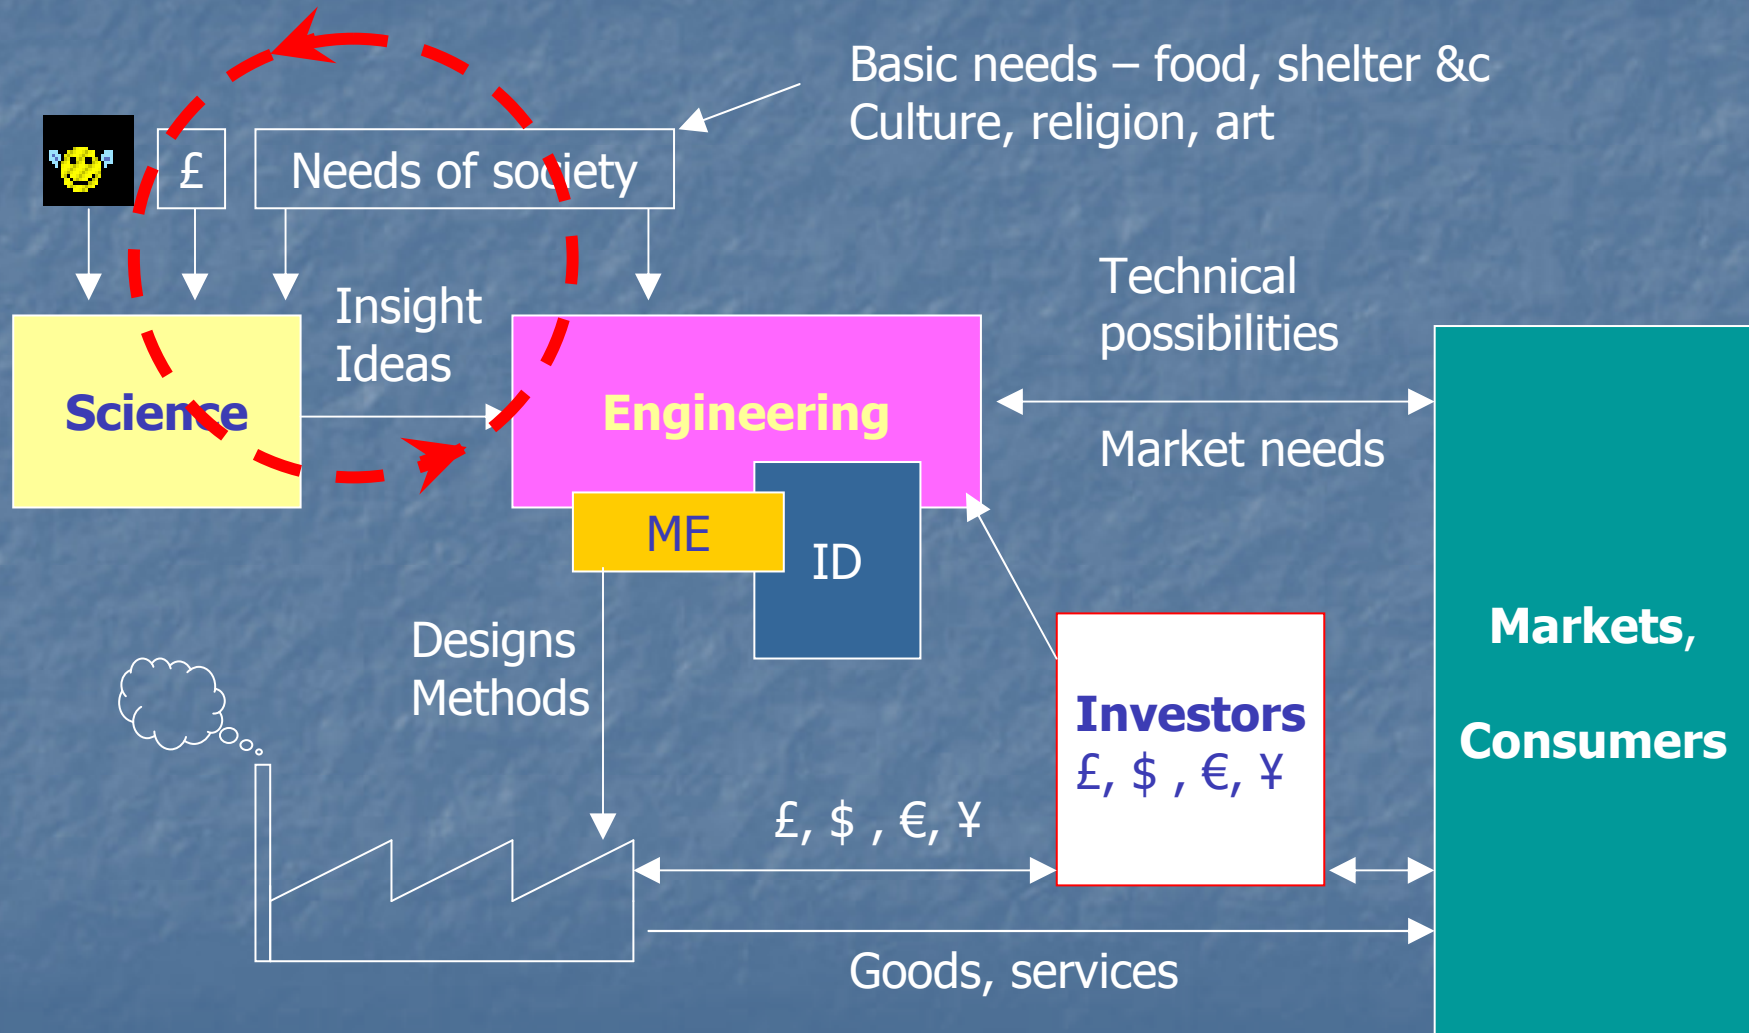 Basic needs – food, shelter &c
Culture, religion, art
£
Needs of society
Insight
Ideas
Technical
possibilities
Science
Engineering
Market needs
ME
ID
Designs
Methods
Markets,
Consumers
Investors
£, $ , €, ¥
£, $ , €, ¥
Goods, services